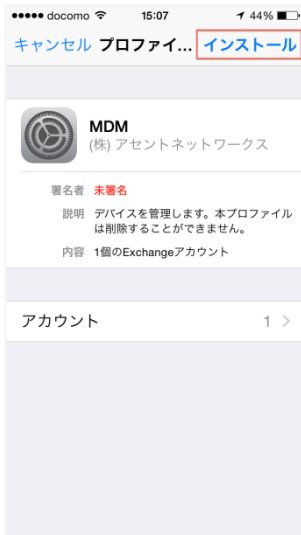 docomo 15:07 44%
キャンセル プロファイ... インストール
MDM
(株) アセントネットワークス
署名者 未署名
説明 デバイスを管理します。本プロファイル
は削除することができません。
内容 1個のExchangeアカウント
アカウント 1